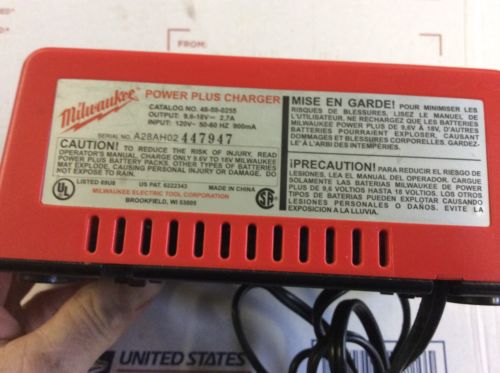 FROM:
Milwaukee
POWER PLUS CHARGER
CATALOG NO. 48-59-0255
OUTPUT: 9.6-18V ⎓ 2.7A
INPUT: 120V~ 50-60 HZ 900mA
SERIAL NO. A28AH02 447947
CAUTION! TO REDUCE THE RISK OF INJURY, READ
OPERATOR'S MANUAL. CHARGE ONLY 9.6V TO 18V MILWAUKEE
POWER PLUS BATTERY PACKS. OTHER TYPES OF BATTERIES
MAY EXPLODE, CAUSING PERSONAL INJURY OR DAMAGE. DO
NOT EXPOSE TO RAIN OR SNOW.
UL LISTED 89U8 US PAT. 6222343 MADE IN CHINA
MILWAUKEE ELECTRIC TOOL CORPORATION
BROOKFIELD, WI 53005
MISE EN GARDE! POUR MINIMISER LES
RISQUES DE BLESSURES, LISEZ LE MANUEL DE
L'UTILISATEUR, NE RECHARGEZ QUE LES BATTERIES
MILWAUKEE POWER PLUS DE 9,6V À 18V, D'AUTRES
BATTERIES POURRAIENT EXPLOSER, CAUSANT
DOMMAGES ET BLESSURES CORPORELLES. GARDEZ-
LE À L'ABRI DES INTEMPÉRIES.
¡PRECAUCIÓN! PARA REDUCIR EL RIESGO DE
LESIONES, LEA EL MANUAL DEL OPERADOR. CARGUE
SOLAMENTE LAS BATERIAS MILWAUKEE DE POWER
PLUS DE 9,6 VOLTIOS HASTA 18 VOLTIOS. LOS OTROS
TIPOS DE BATERÍAS PUEDEN EXPLOTAR CAUSANDO
LESIONES PERSONALES O DAÑOS. EVITE LA
EXPOSICION A LA LLUVIA.
UNITED STATES